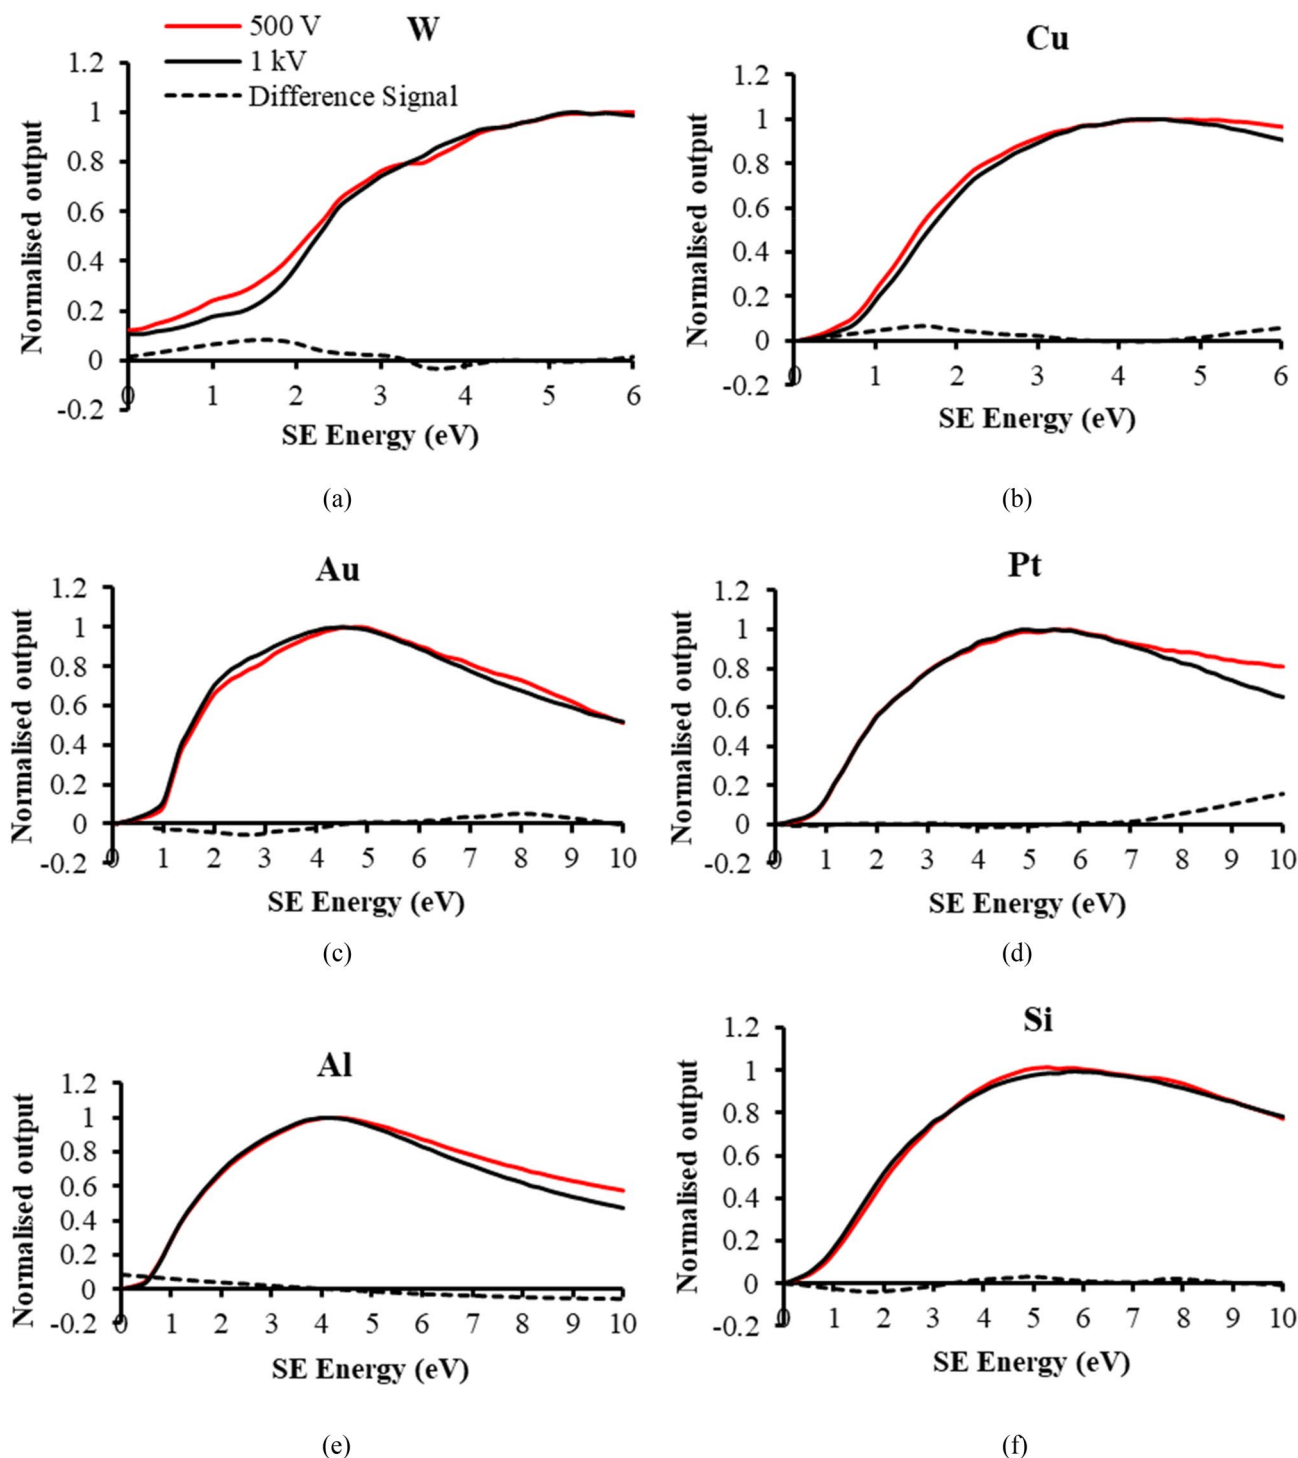 500 V
1 kV
Difference Signal
W
Normalised output
1.2
1
0.8
0.6
0.4
0.2
0
-0.2
0 1 2 3 4 5 6
SE Energy (eV)
(a)
Cu
Normalised output
1.2
1
0.8
0.6
0.4
0.2
0
-0.2
0 1 2 3 4 5 6
SE Energy (eV)
(b)
Au
Normalised output
1.2
1
0.8
0.6
0.4
0.2
0
-0.2
0 1 2 3 4 5 6 7 8 9 10
SE Energy (eV)
(c)
Pt
Normalised output
1.2
1
0.8
0.6
0.4
0.2
0
-0.2
0 1 2 3 4 5 6 7 8 9 10
SE Energy (eV)
(d)
Al
Normalised output
1.2
1
0.8
0.6
0.4
0.2
0
-0.2
0 1 2 3 4 5 6 7 8 9 10
SE Energy (eV)
(e)
Si
Normalised output
1.2
1
0.8
0.6
0.4
0.2
0
-0.2
0 1 2 3 4 5 6 7 8 9 10
SE Energy (eV)
(f)